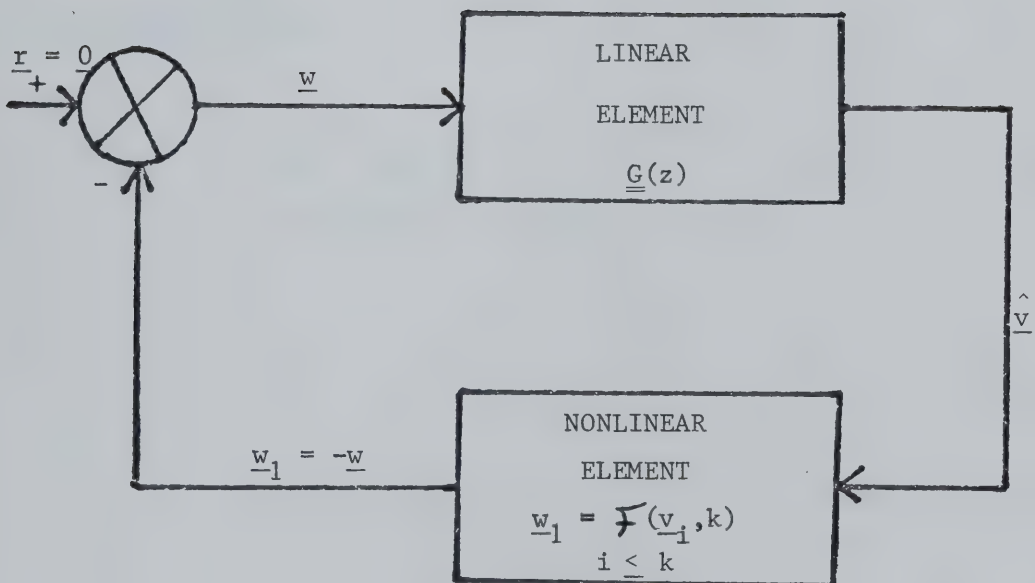 r = 0
+
-
w
LINEAR
ELEMENT
G(z)
v̂
NONLINEAR
ELEMENT
w₁ = F(vᵢ,k)
i ≤ k
w₁ = -w